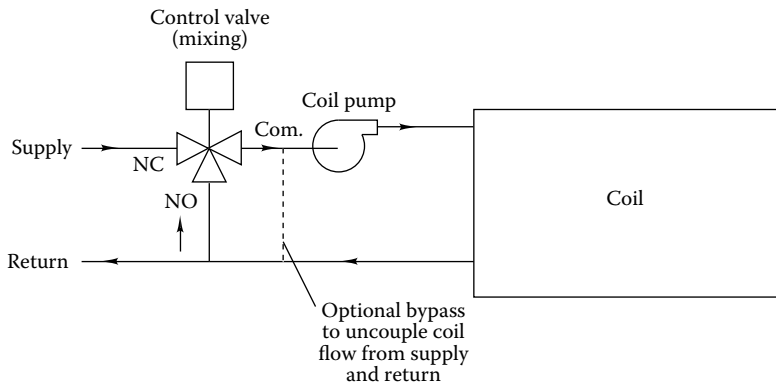 Control valve
(mixing)
Coil pump
Supply
Com.
NC
NO
Coil
Return
Optional bypass
to uncouple coil
flow from supply
and return